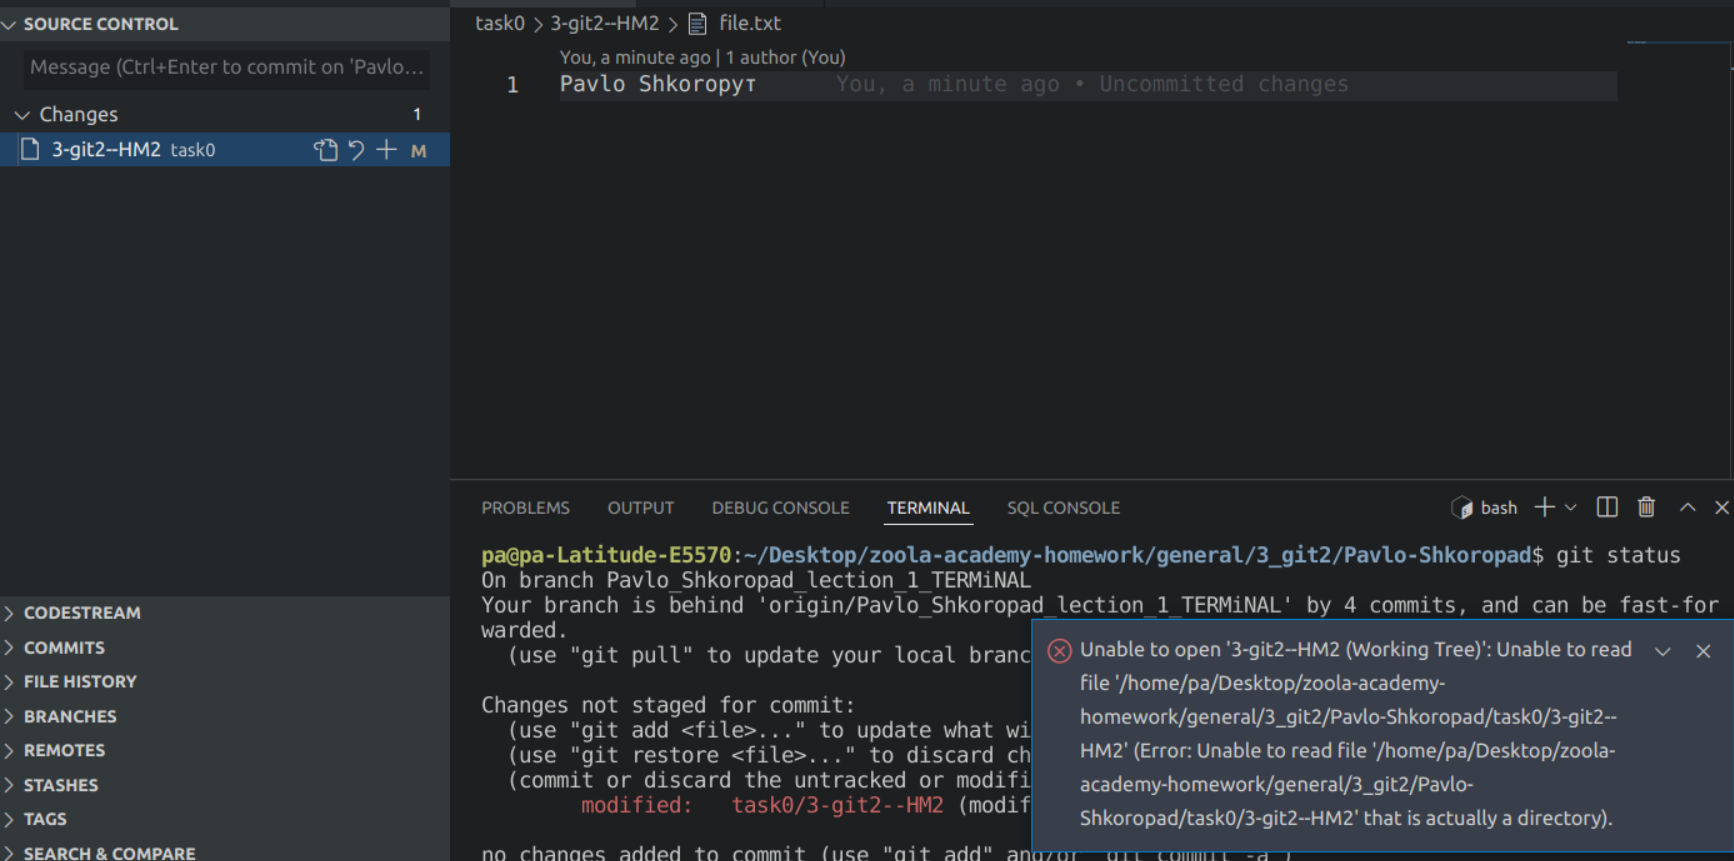 SOURCE CONTROL
Message (Ctrl+Enter to commit on 'Pavlo...
Changes 1
3-git2--HM2 task0 M
CODESTREAM
COMMITS
FILE HISTORY
BRANCHES
REMOTES
STASHES
TAGS
SEARCH & COMPARE
task0 > 3-git2--HM2 > file.txt
You, a minute ago | 1 author (You)
1 Pavlo Shkoropyт You, a minute ago • Uncommitted changes
PROBLEMS OUTPUT DEBUG CONSOLE TERMINAL SQL CONSOLE bash
pa@pa-Latitude-E5570:~/Desktop/zoola-academy-homework/general/3_git2/Pavlo-Shkoropad$ git status
On branch Pavlo_Shkoropad_lection_1_TERMiNAL
Your branch is behind 'origin/Pavlo_Shkoropad_lection_1_TERMiNAL' by 4 commits, and can be fast-for
warded.
(use "git pull" to update your local branc
Changes not staged for commit:
(use "git add <file>..." to update what wi
(use "git restore <file>..." to discard ch
(commit or discard the untracked or modifi
modified: task0/3-git2--HM2 (modif
no changes added to commit (use "git add" and/or "git commit -a")
Unable to open '3-git2--HM2 (Working Tree)': Unable to read
file '/home/pa/Desktop/zoola-academy-
homework/general/3_git2/Pavlo-Shkoropad/task0/3-git2--
HM2' (Error: Unable to read file '/home/pa/Desktop/zoola-
academy-homework/general/3_git2/Pavlo-
Shkoropad/task0/3-git2--HM2' that is actually a directory).